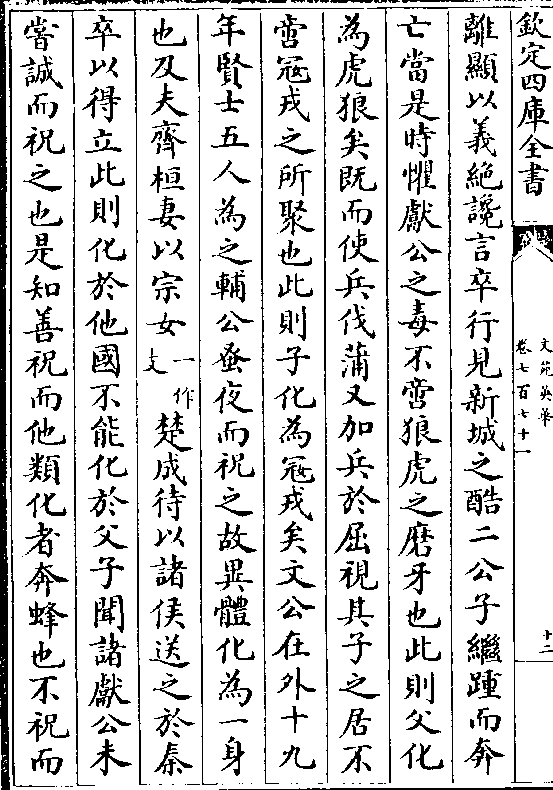 欽定四庫全書
文苑英華
卷七百七十一
十二
離顯以義絶讒言卒行見新城之酷二公子繼踵而奔
亡當是時懼獻公之毒不啻狼虎之磨牙也此則父化
為虎狼矣既而使兵伐蒲又加兵於屈視其子之居不
啻冦戎之所聚也此則子化為冦戎矣文公在外十九
年賢士五人為之輔公蚤夜而祝之故異體化為一身
也及夫齊桓妻以宗女一作文楚成待以諸侯送之於秦
卒以得立此則化於他國不能化於父子聞諸獻公未
嘗誠而祝之也是知善祝而他類化者奔蜂也不祝而